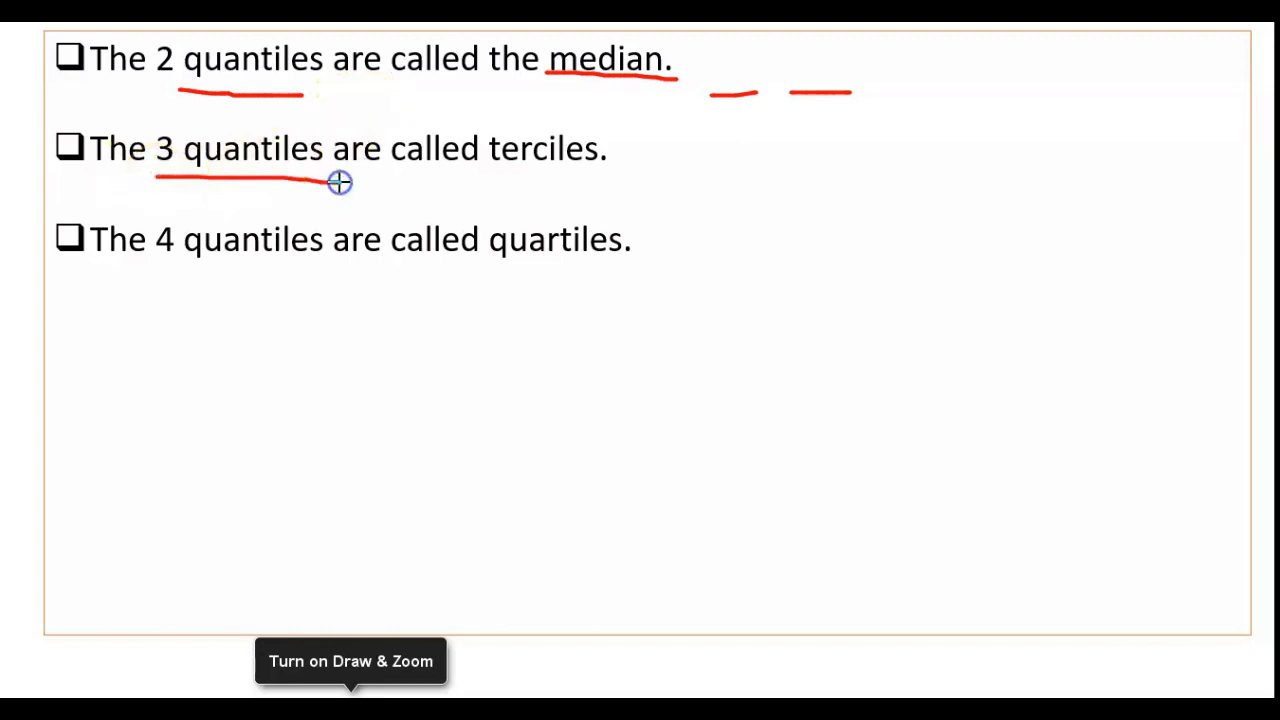 The 2 quantiles are called the median.
The 3 quantiles are called terciles.
The 4 quantiles are called quartiles.
Turn on Draw & Zoom